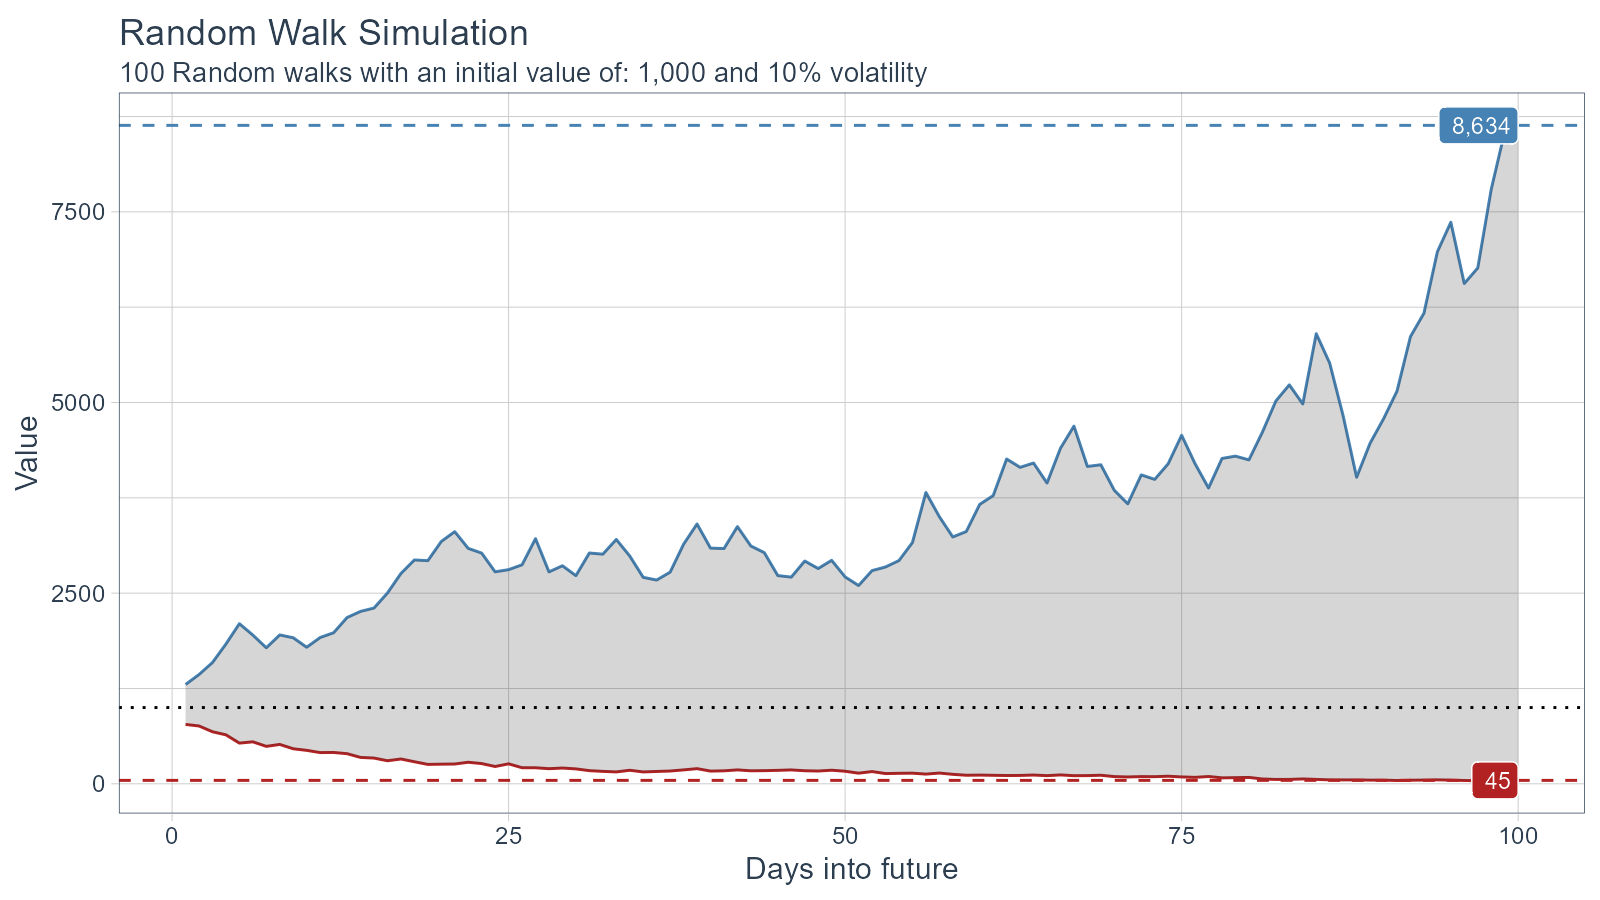 Random Walk Simulation
100 Random walks with an initial value of: 1,000 and 10% volatility
8,634
7500
5000
2500
0
Value
45
0
25
50
75
100
Days into future